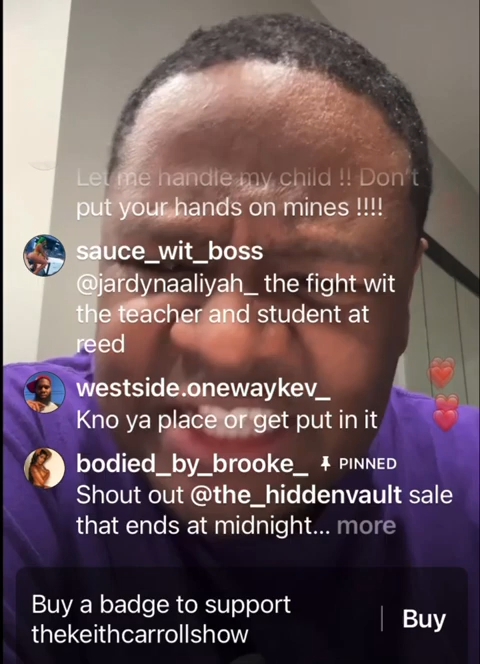 Let me handle my child !! Don't
put your hands on mines !!!!
sauce_wit_boss
@jardynaaliyah_ the fight wit
the teacher and student at
reed
westside.onewaykev_
Kno ya place or get put in it
bodied_by_brooke_ PINNED
Shout out @the_hiddenvault sale
that ends at midnight... more
Buy a badge to support
thekeithcarrollshow
Buy